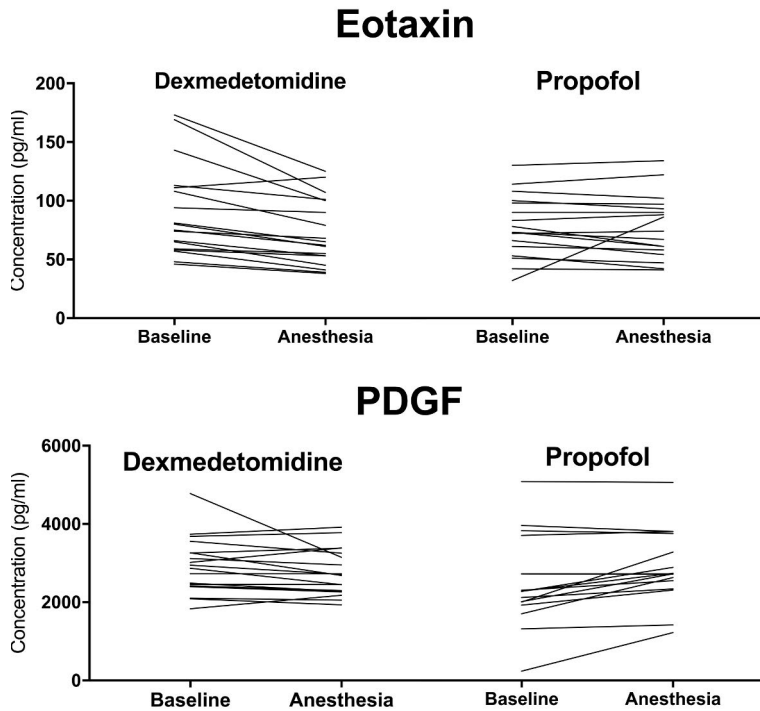 Eotaxin
Dexmedetomidine
Propofol
Concentration (pg/ml)
200
150
100
50
0
Baseline
Anesthesia
Baseline
Anesthesia
PDGF
Dexmedetomidine
Propofol
Concentration (pg/ml)
6000
4000
2000
0
Baseline
Anesthesia
Baseline
Anesthesia